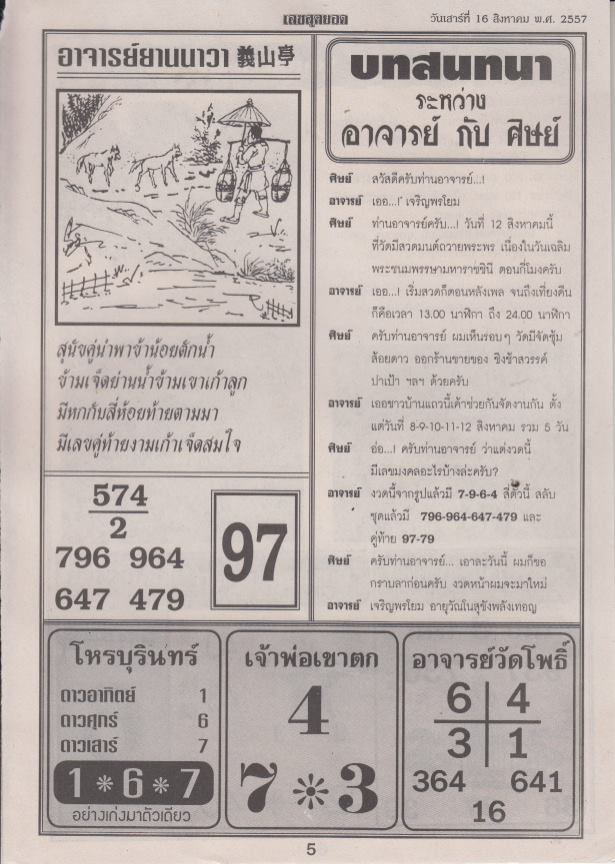 เลขสุดยอด
วันเสาร์ที่ 16 สิงหาคม พ.ศ. 2557
อาจารย์ยานนาวา 義山亭
สุนัขคู่นำพาข้าน้อยตักน้ำ
ข้ามเจ็ดย่านน้ำข้ามเขาเก้าลูก
มีหกกับสี่ห้อยท้ายตามมา
มีเลขคู่ท้ายงามเก้าเจ็ดสมใจ
574
2
796 964
647 479
97
บทสนทนา
ระหว่าง
อาจารย์ กับ ศิษย์
ศิษย์ สวัสดีครับท่านอาจารย์...!
อาจารย์ เออ...! เจริญพรโยม
ศิษย์ ท่านอาจารย์ครับ...! วันที่ 12 สิงหาคมนี้
ที่วัดมีสวดมนต์ถวายพระพร เนื่องในวันเฉลิม
พระชนมพรรษามหาราชชินี ตอนกี่โมงครับ
อาจารย์ เออ...! เริ่มสวดก็ตอนหลังเพล จนถึงเที่ยงคืน
ก็คือเวลา 13.00 นาฬิกา ถึง 24.00 นาฬิกา
ศิษย์ ครับท่านอาจารย์ ผมเห็นรอบๆ วัดมีจัดซุ้ม
สอยดาว ออกร้านขายของ ชิงช้าสวรรค์
ปาเป้า ฯลฯ ด้วยครับ
อาจารย์ เออชาวบ้านแถวนี้เค้าช่วยกันจัดงานกัน ตั้ง
แต่วันที่ 8-9-10-11-12 สิงหาคม รวม 5 วัน
ศิษย์ อ๋อ...! ครับท่านอาจารย์ ว่าแต่งวดนี้
มีเลขมงคลอะไรบ้างล่ะครับ?
อาจารย์ งวดนี้จากรูปแล้วมี 7-9-6-4 สี่ตัวนี้ สลับ
ชุดแล้วมี 796-964-647-479 และ
คู่ท้าย 97-79
ศิษย์ ครับท่านอาจารย์... เอาละวันนี้ ผมก็ขอ
กราบลาก่อนครับ งวดหน้าผมจะมาใหม่
อาจารย์ เจริญพรโยม อายุวัณโนสุขังพลังเทอญ
โหรบุรินทร์
ดาวอาทิตย์ 1
ดาวศุกร์ 6
ดาวเสาร์ 7
1 * 6 * 7
อย่างเก่งมาตัวเดียว
เจ้าพ่อเขาตก
4
7 * 3
อาจารย์วัดโพธิ์
6 4
3 1
364 641
16
5